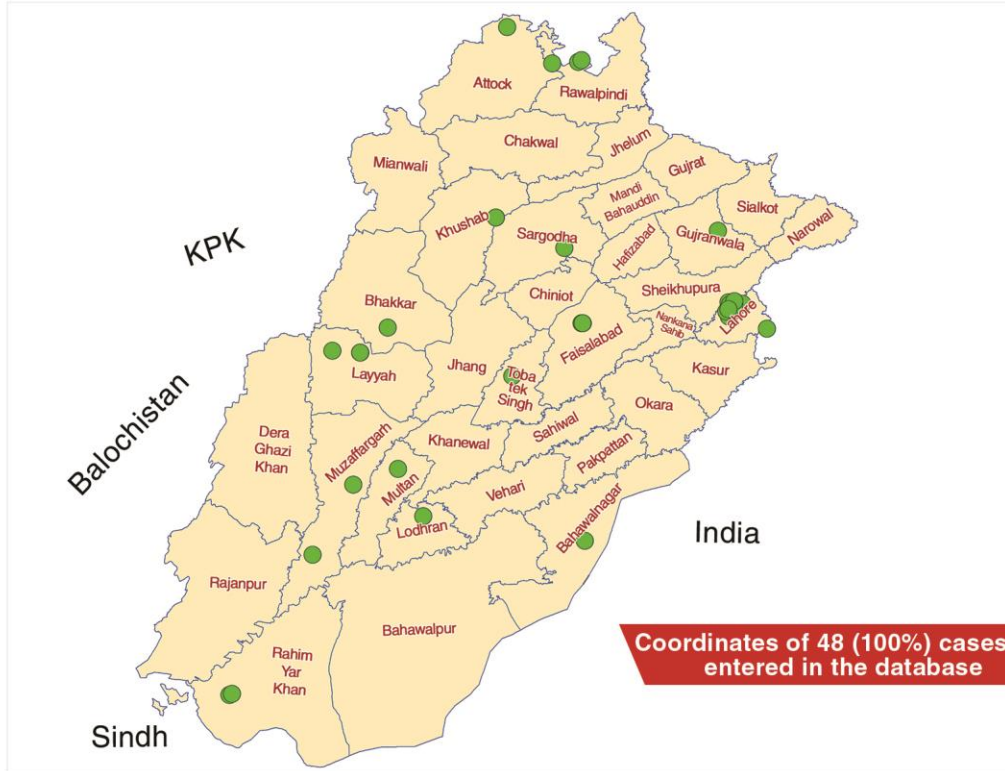 Attock
Rawalpindi
Chakwal
Jhelum
Mianwali
Gujrat
Mandi
Bahauddin
Sialkot
Narowal
Khushab
Sargodha
Hafizabad
Gujranwala
KPK
Chiniot
Sheikhupura
Bhakkar
Lahore
Nankana
Sahib
Faisalabad
Layyah
Jhang
Toba
tek
Singh
Kasur
Okara
Balochistan
Dera
Ghazi
Khan
Muzaffargarh
Khanewal
Sahiwal
Pakpattan
Multan
Vehari
Lodhran
Bahawalnagar
India
Rajanpur
Bahawalpur
Rahim
Yar
Khan
Coordinates of 48 (100%) cases
entered in the database
Sindh